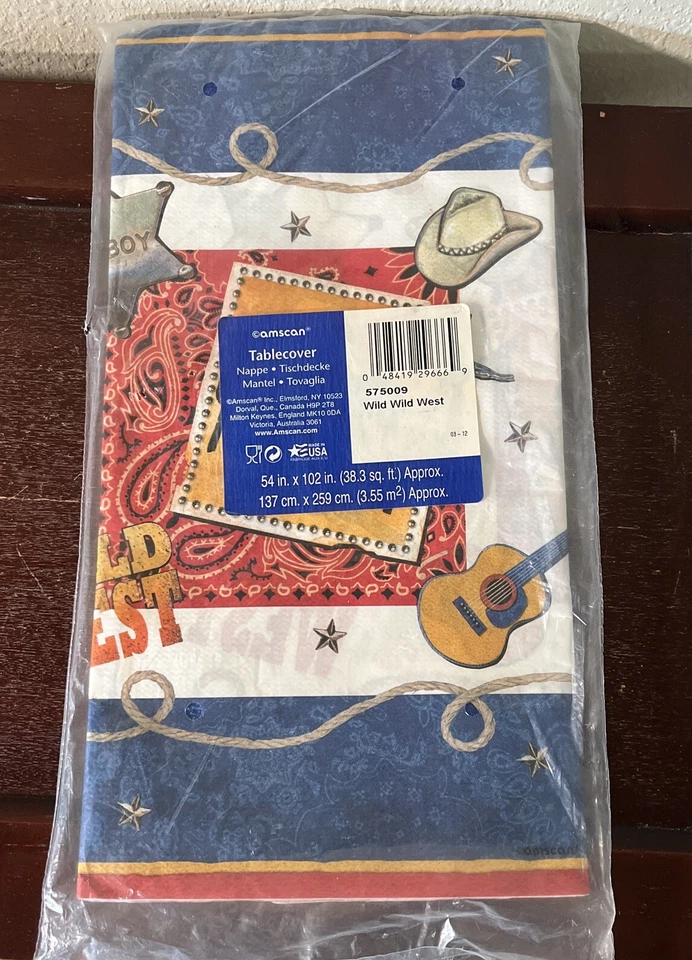 BOY
©amscan®
Tablecover
Nappe • Tischdecke
Mantel • Tovaglia
©Amscan® Inc., Elmsford, NY 10523
Dorval, Que., Canada H9P 2T8
Milton Keynes, England MK10 0DA
Victoria, Australia 3061
www.Amscan.com
MADE IN
USA
54 in. x 102 in. (38.3 sq. ft.) Approx.
137 cm. x 259 cm. (3.55 m²) Approx.
0 48419 29666 9
575009
Wild Wild West
03 – 12
LD
EST
©amscan